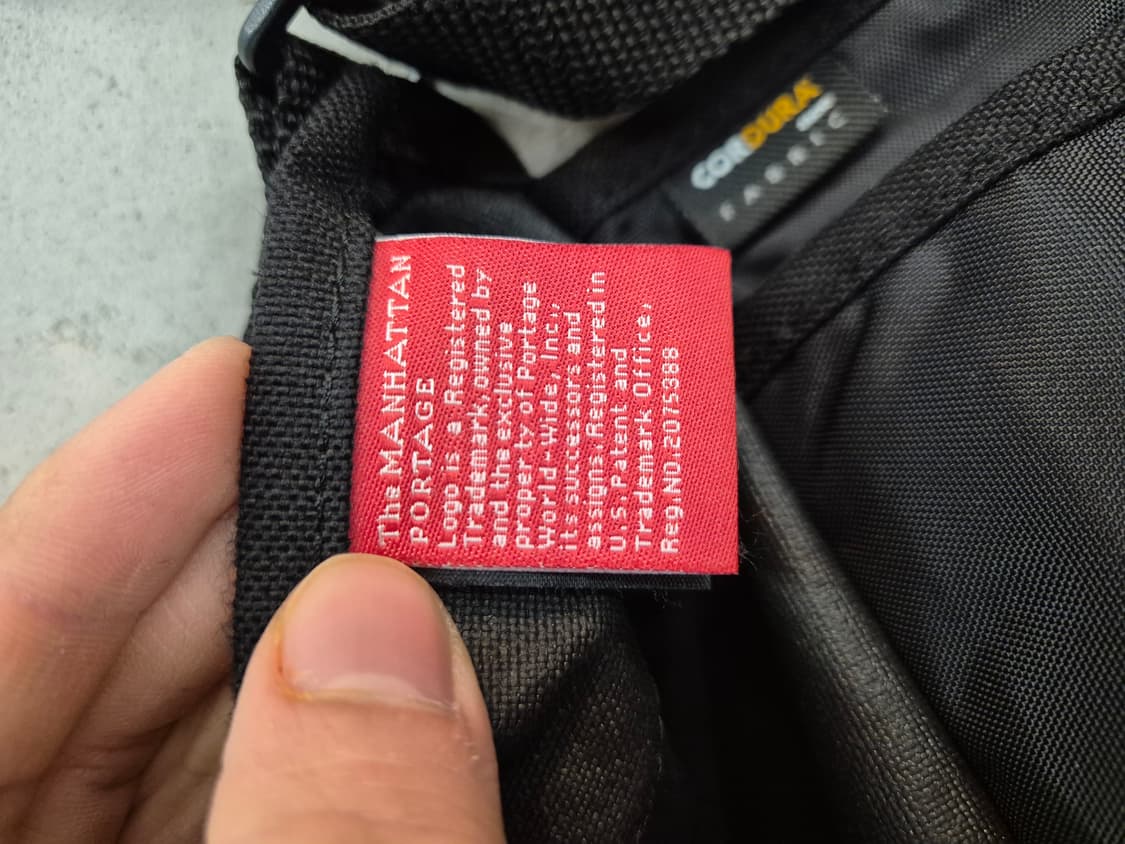 The MANHATTAN
PORTAGE
Logo is a Registered
Trademark, owned by
and the exclusive
property of Portage
World-Wide, Inc.,
its successors and
assigns. Registered in
U.S. Patent and
Trademark Office,
Reg.NO.2075388
CORDURA
FABRIC